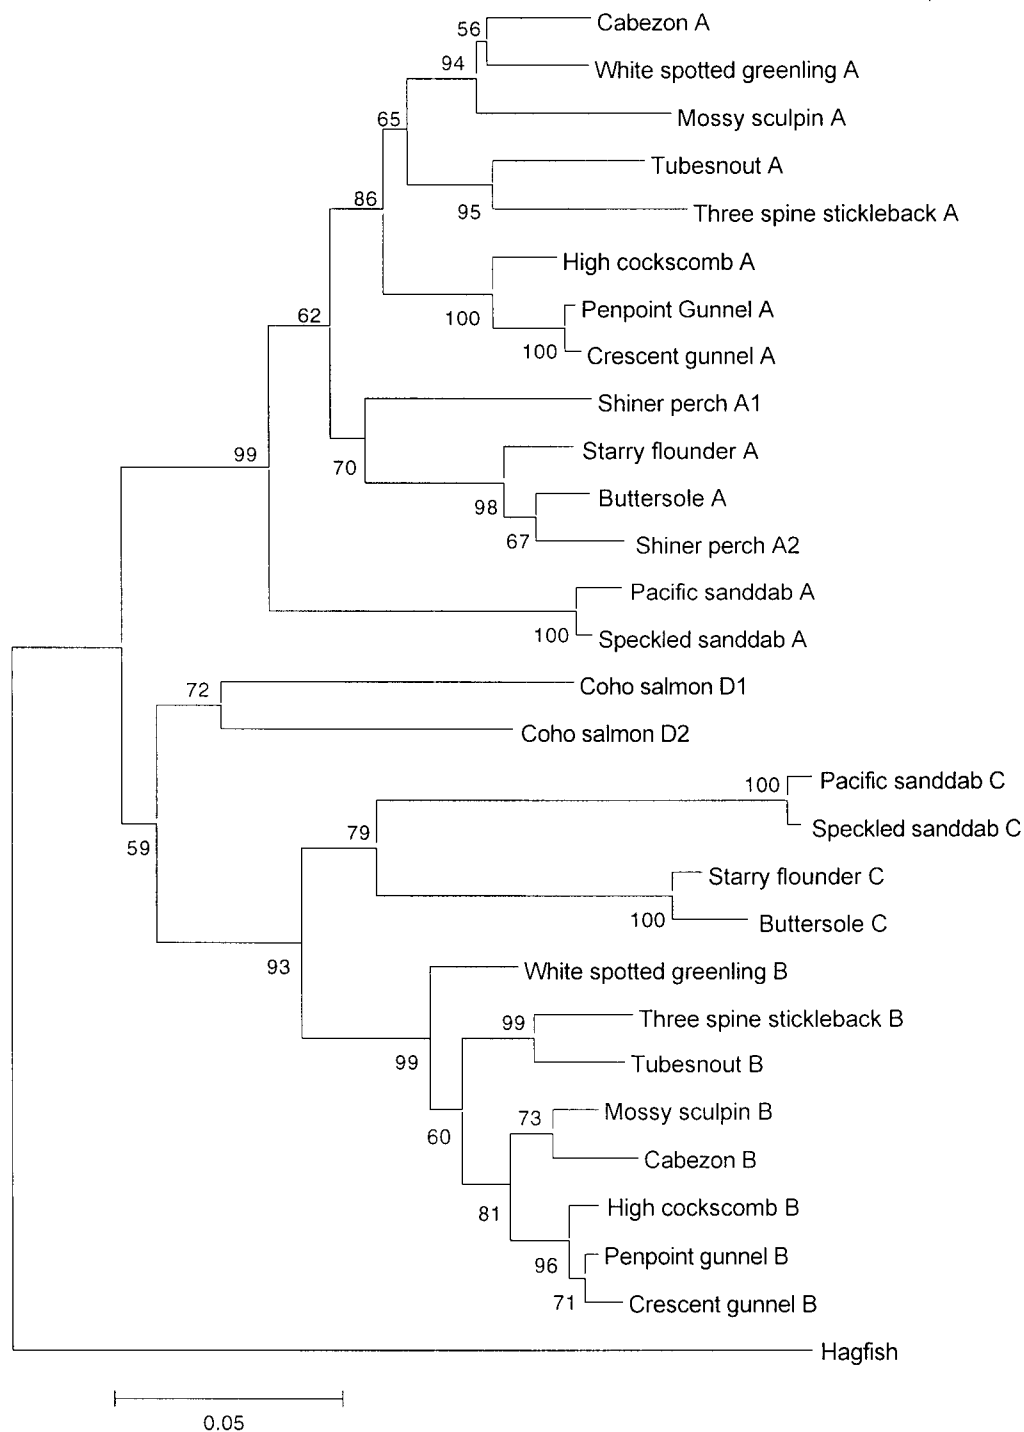 56
Cabezon A
94
White spotted greenling A
65
Mossy sculpin A
Tubesnout A
86
95
Three spine stickleback A
High cockscomb A
62
100
Penpoint Gunnel A
100
Crescent gunnel A
Shiner perch A1
99
70
Starry flounder A
98
Buttersole A
67
Shiner perch A2
Pacific sanddab A
100
Speckled sanddab A
72
Coho salmon D1
Coho salmon D2
100
Pacific sanddab C
79
Speckled sanddab C
59
Starry flounder C
100
Buttersole C
93
White spotted greenling B
99
Three spine stickleback B
99
Tubesnout B
73
Mossy sculpin B
60
Cabezon B
81
High cockscomb B
96
Penpoint gunnel B
71
Crescent gunnel B
Hagfish
0.05